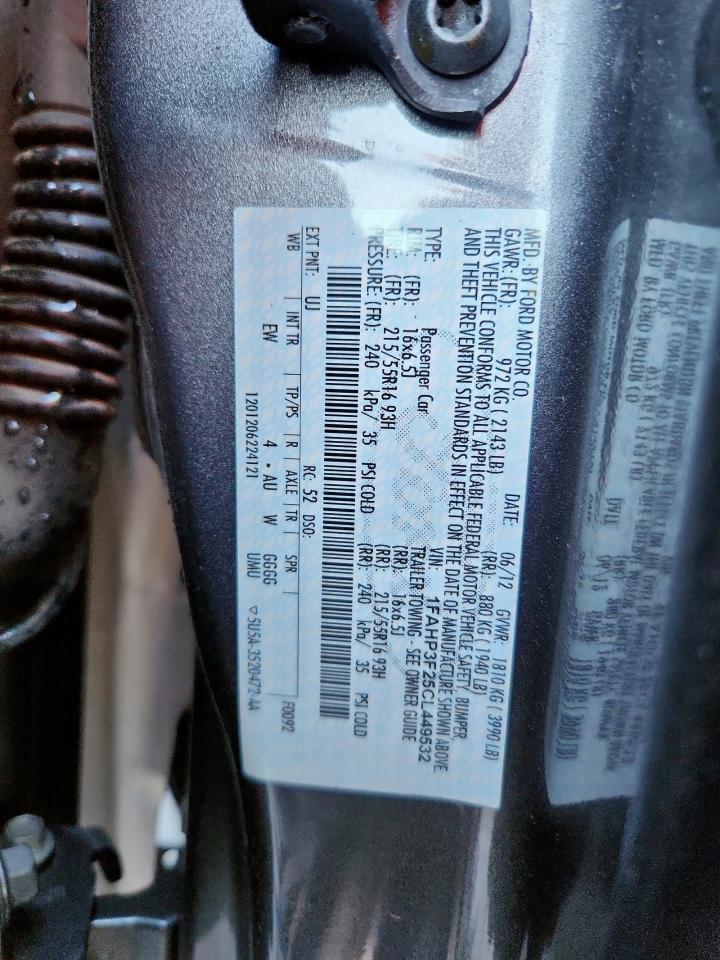 MFD. BY FORD MOTOR CO.
DATE: 06/12 GVWR: 1810 KG ( 3990 LB)
GAWR: (FR): 972 KG ( 2143 LB) (RR): 880 KG ( 1940 LB)
THIS VEHICLE CONFORMS TO ALL APPLICABLE FEDERAL MOTOR VEHICLE SAFETY, BUMPER,
AND THEFT PREVENTION STANDARDS IN EFFECT ON THE DATE OF MANUFACTURE SHOWN ABOVE.
VIN: 1FAHP3F25CL449532
TYPE: Passenger Car TRAILER TOWING - SEE OWNER GUIDE
RIM: (FR): 16x6.5J (RR): 16x6.5J
TIRE: (FR): 215/55R16 93H (RR): 215/55R16 93H
PRESSURE: (FR): 240 kPa/ 35 PSI COLD (RR): 240 kPa/ 35 PSI COLD
EXT PNT: UJ RC: 52 DSO: F0092
WB INT TR TP/PS R AXLE TR SPR
EW 4 • AU W GGGG
1201206224121 UMU ▽5U5A-3520472-AA